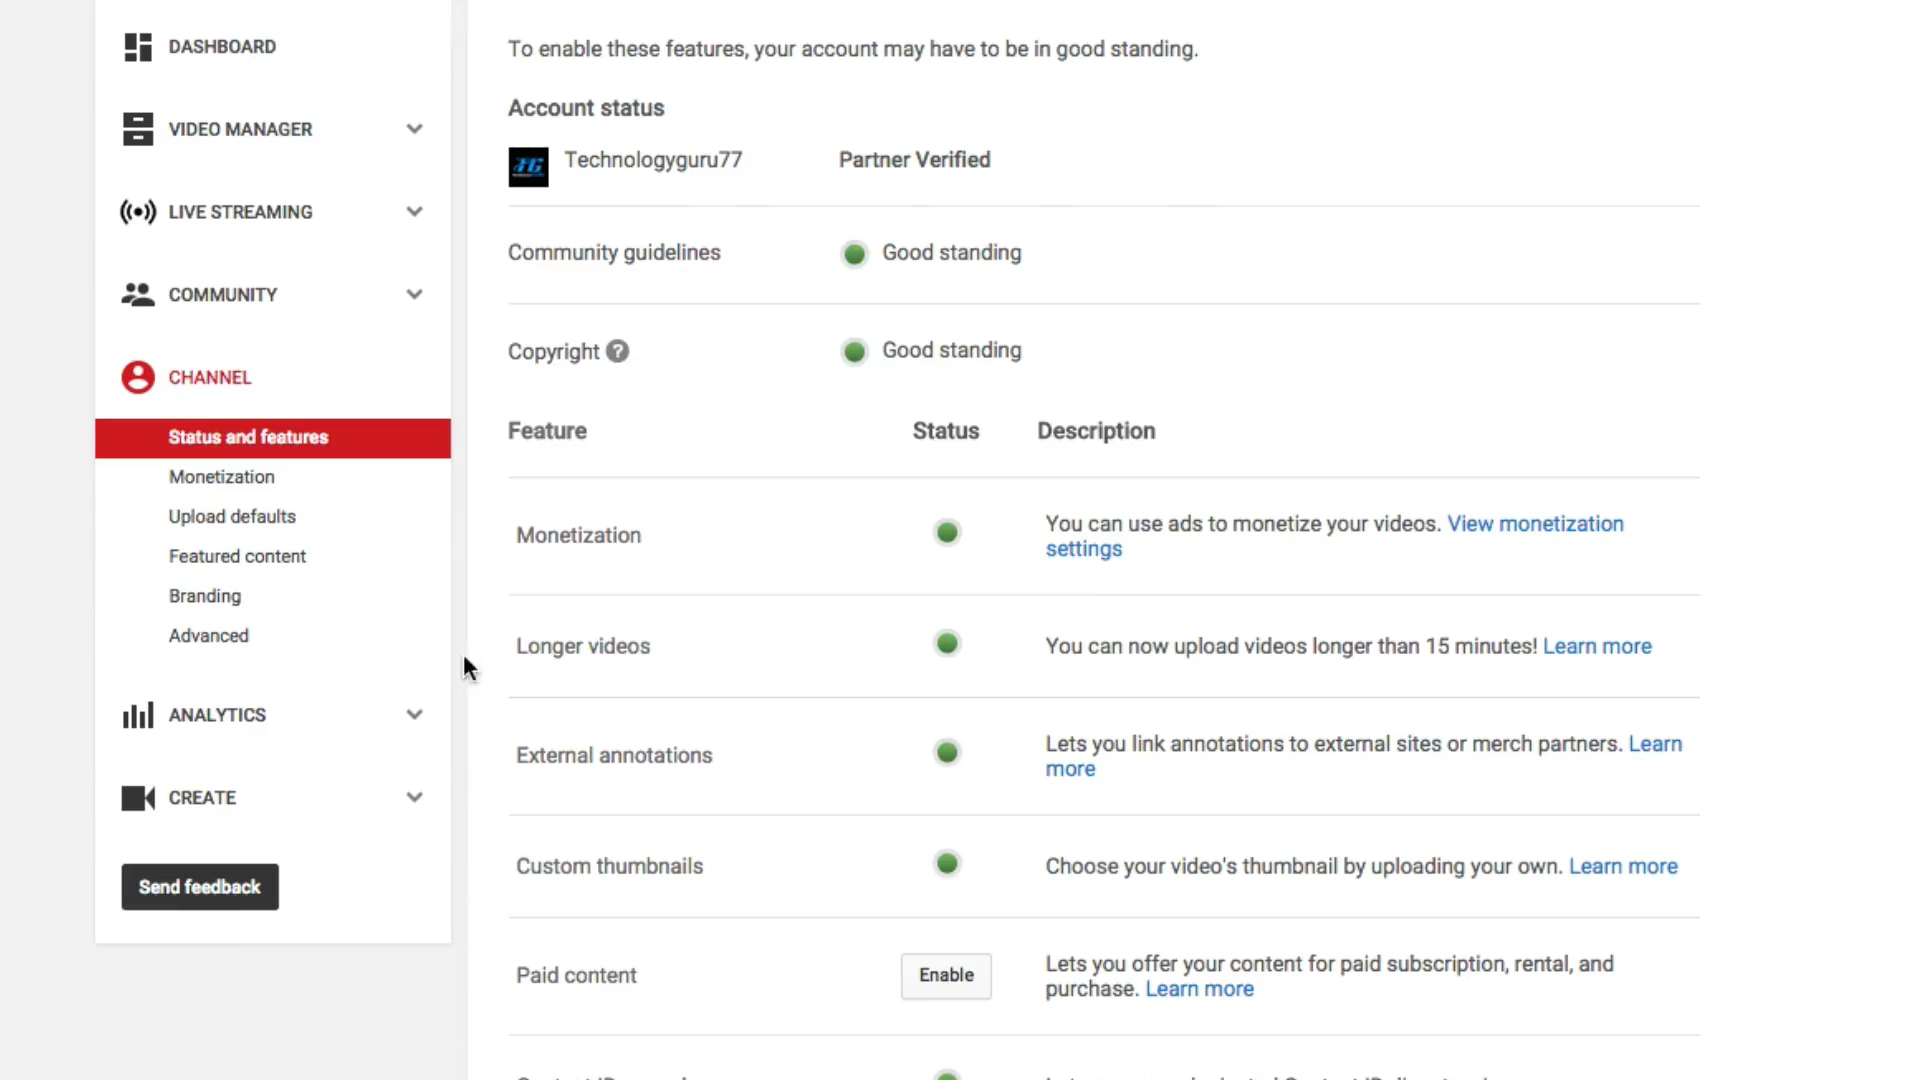 DASHBOARD
VIDEO MANAGER
LIVE STREAMING
COMMUNITY
CHANNEL
Status and features
Monetization
Upload defaults
Featured content
Branding
Advanced
ANALYTICS
CREATE
Send feedback
To enable these features, your account may have to be in good standing.
Account status
Technologyguru77 Partner Verified
Community guidelines Good standing
Copyright ? Good standing
Feature Status Description
Monetization You can use ads to monetize your videos. View monetization
settings
Longer videos You can now upload videos longer than 15 minutes! Learn more
External annotations Lets you link annotations to external sites or merch partners. Learn
more
Custom thumbnails Choose your video's thumbnail by uploading your own. Learn more
Paid content Enable Lets you offer your content for paid subscription, rental, and
purchase. Learn more